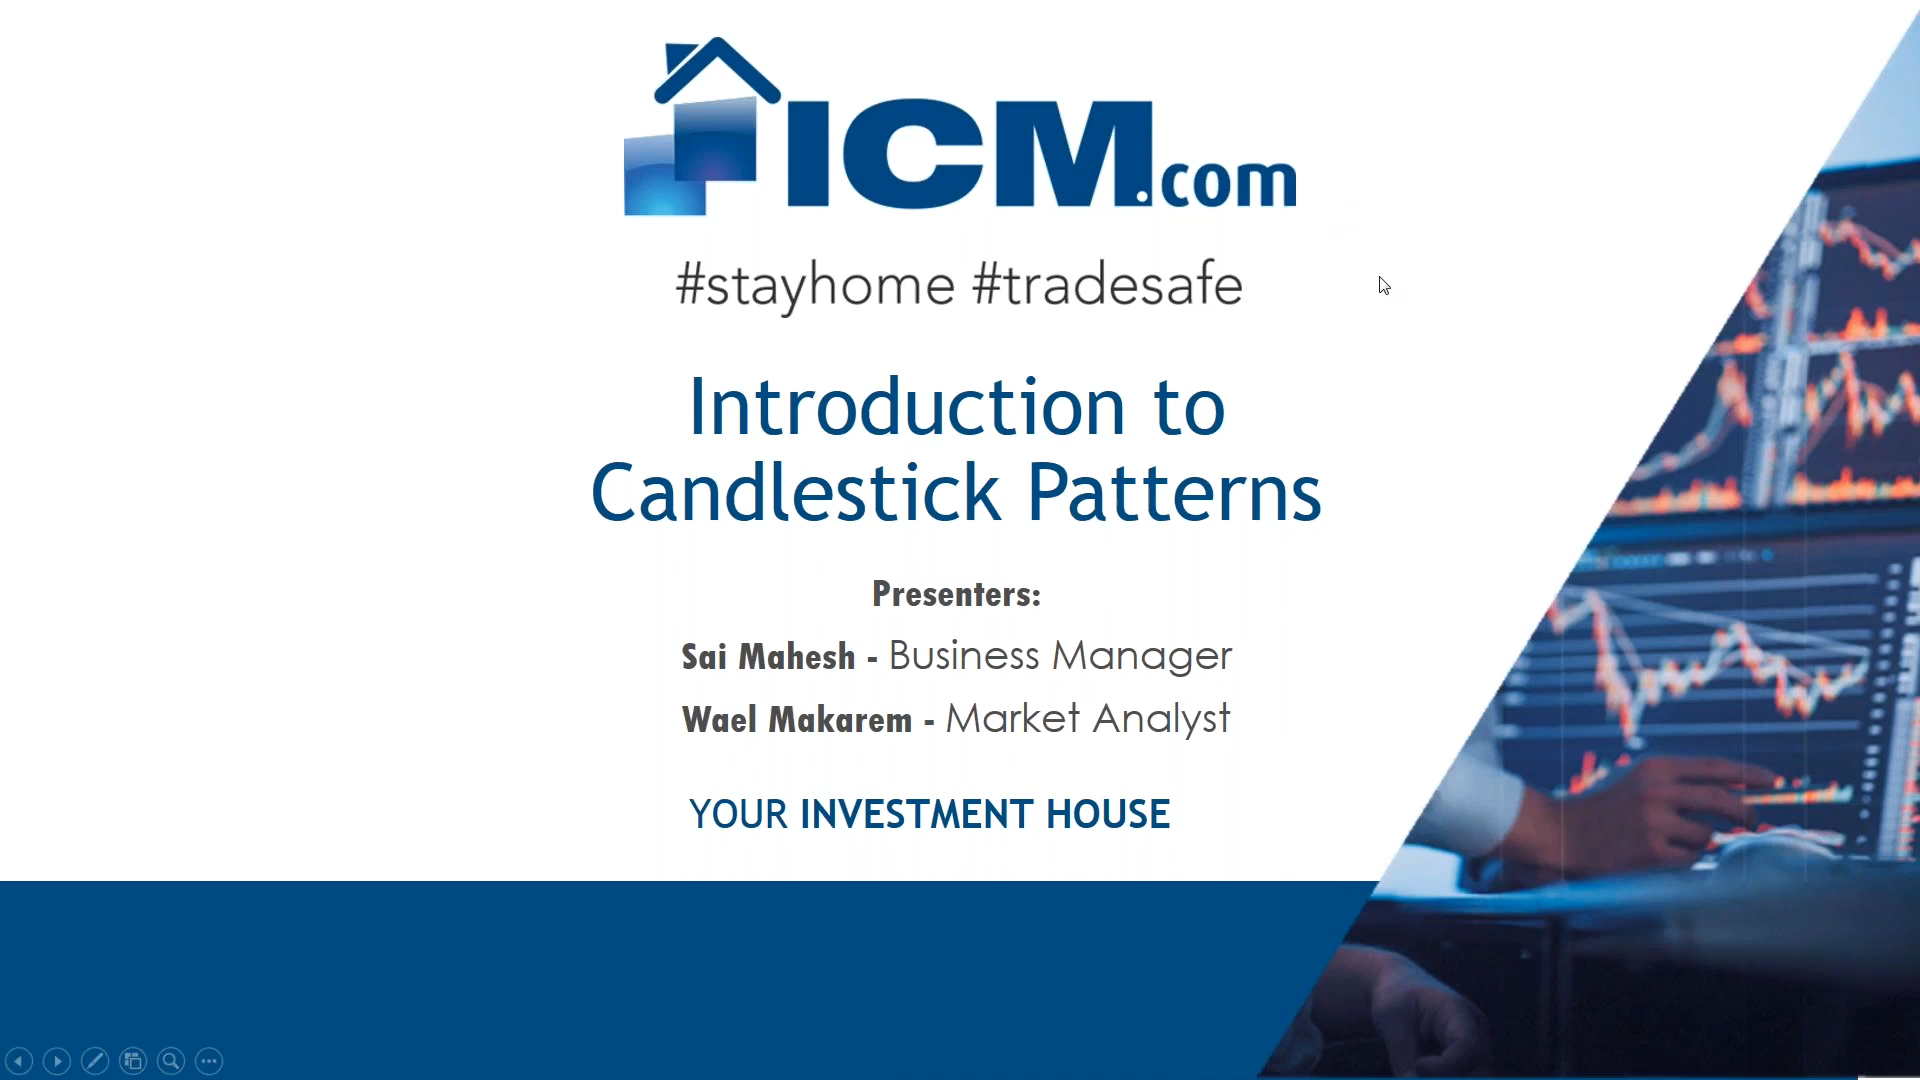 ICM.com
#stayhome #tradesafe
Introduction to
Candlestick Patterns
Presenters:
Sai Mahesh - Business Manager
Wael Makarem - Market Analyst
YOUR INVESTMENT HOUSE